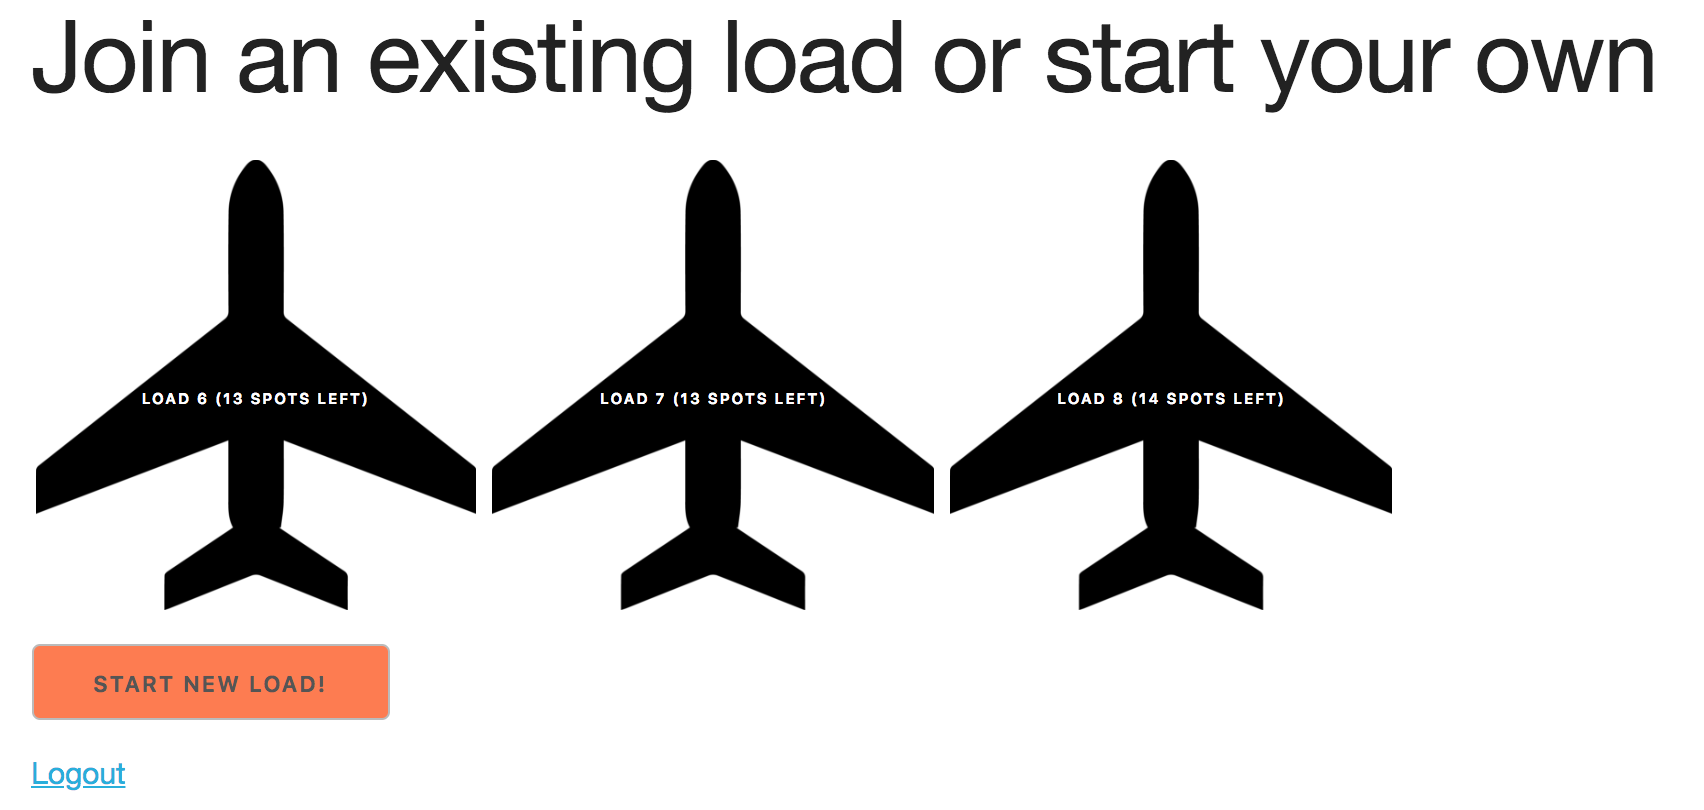 Join an existing load or start your own
LOAD 6 (13 SPOTS LEFT)
LOAD 7 (13 SPOTS LEFT)
LOAD 8 (14 SPOTS LEFT)
START NEW LOAD!
Logout